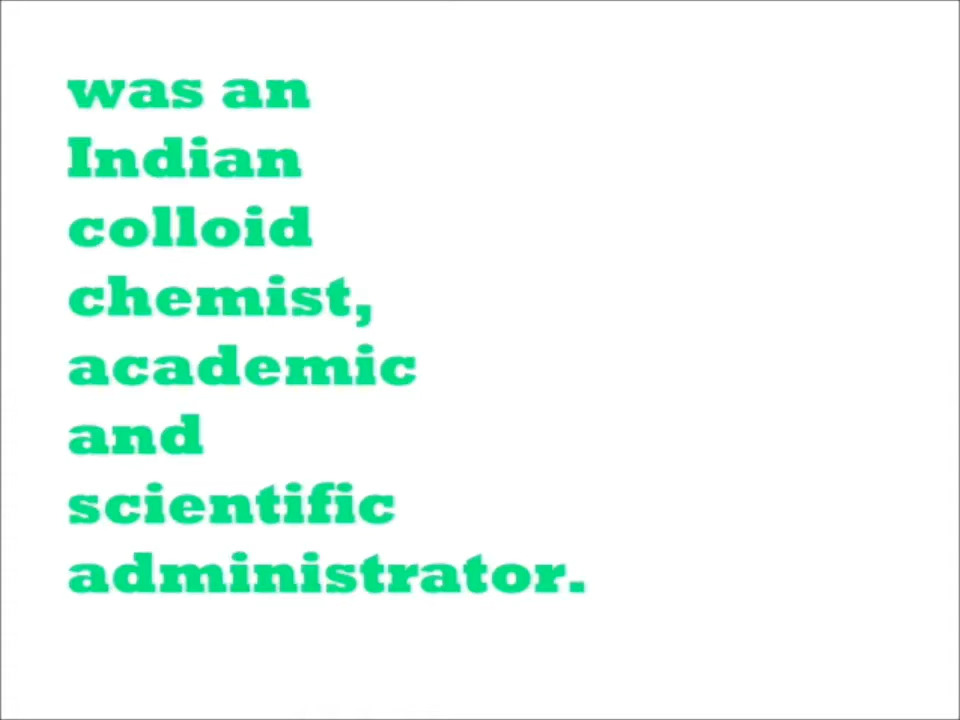 was an
Indian
colloid
chemist,
academic
and
scientific
administrator.